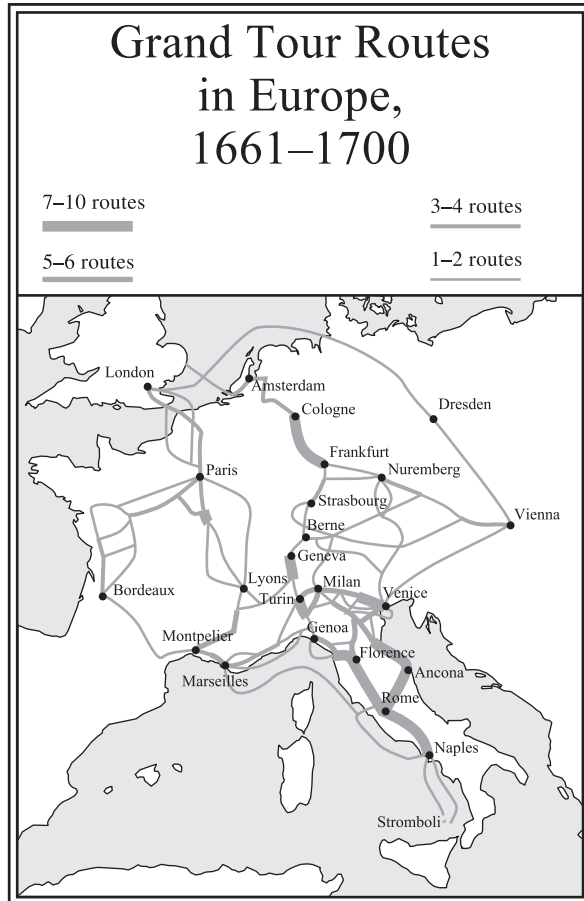 Grand Tour Routes
in Europe,
1661–1700
7–10 routes
3–4 routes
5–6 routes
1–2 routes
London
Amsterdam
Cologne
Dresden
Frankfurt
Paris
Nuremberg
Strasbourg
Vienna
Berne
Geneva
Bordeaux
Lyons
Milan
Turin
Venice
Genoa
Montpelier
Florence
Marseilles
Ancona
Rome
Naples
Stromboli